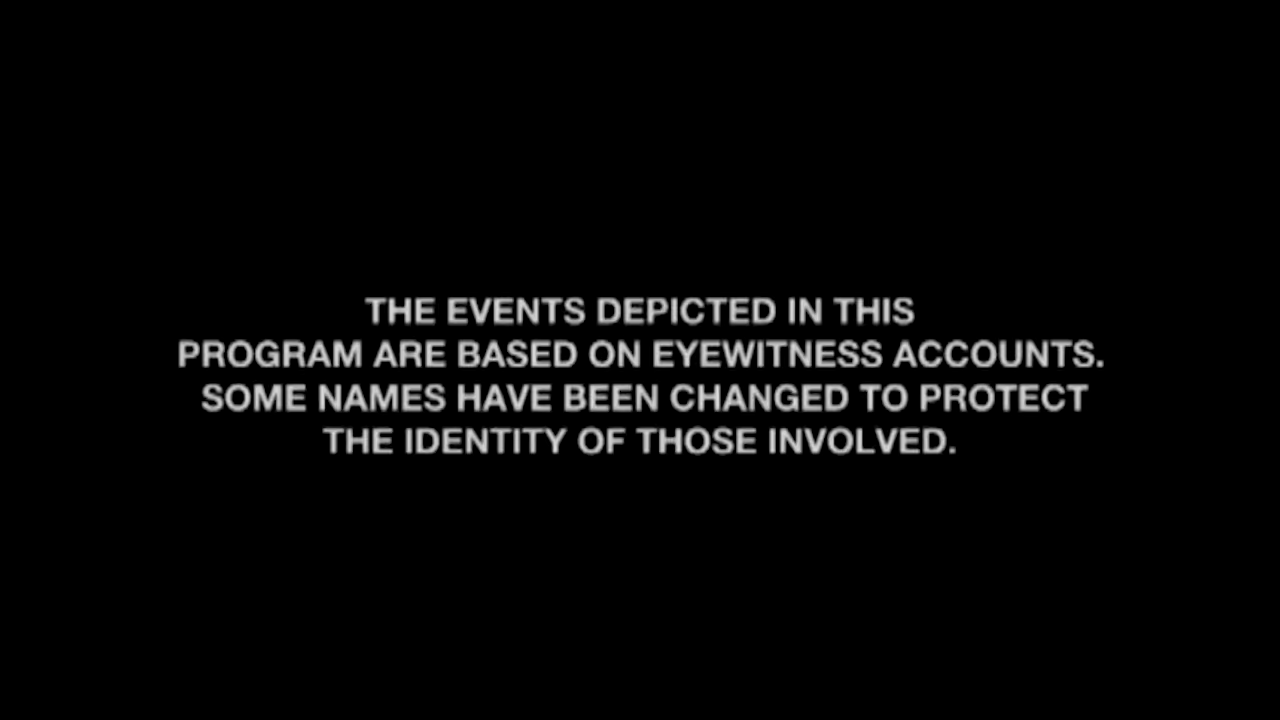 THE EVENTS DEPICTED IN THIS
PROGRAM ARE BASED ON EYEWITNESS ACCOUNTS.
SOME NAMES HAVE BEEN CHANGED TO PROTECT
THE IDENTITY OF THOSE INVOLVED.